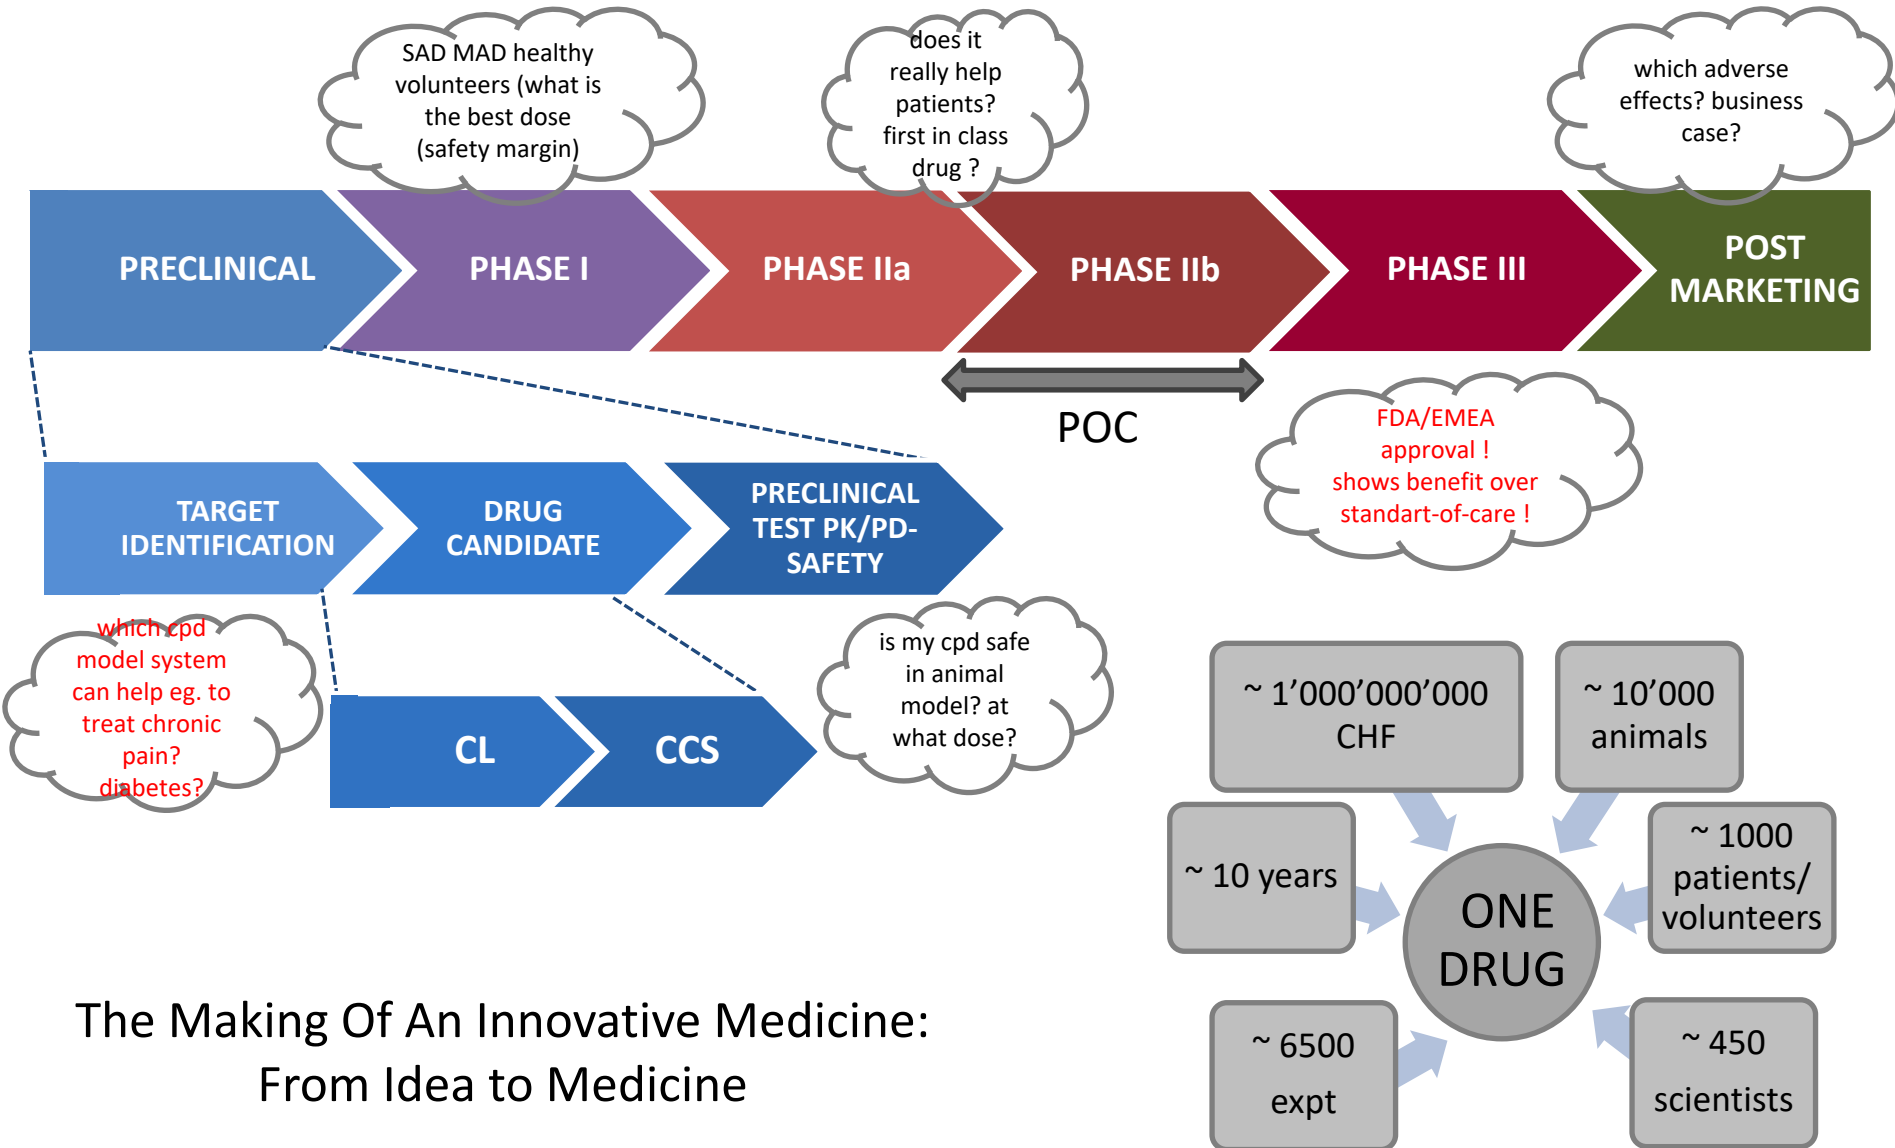 SAD MAD healthy
volunteers (what is
the best dose
(safety margin)
does it
really help
patients?
first in class
drug ?
which adverse
effects? business
case?
PRECLINICAL
PHASE I
PHASE IIa
PHASE IIb
PHASE III
POST
MARKETING
POC
FDA/EMEA
approval !
shows benefit over
standart-of-care !
TARGET
IDENTIFICATION
DRUG
CANDIDATE
PRECLINICAL
TEST PK/PD-
SAFETY
which cpd
model system
can help eg. to
treat chronic
pain?
diabetes?
CL
CCS
is my cpd safe
in animal
model? at
what dose?
~ 1’000’000’000
CHF
~ 10’000
animals
~ 10 years
~ 1000
patients/
volunteers
ONE
DRUG
~ 6500
expt
~ 450
scientists
The Making Of An Innovative Medicine:
From Idea to Medicine